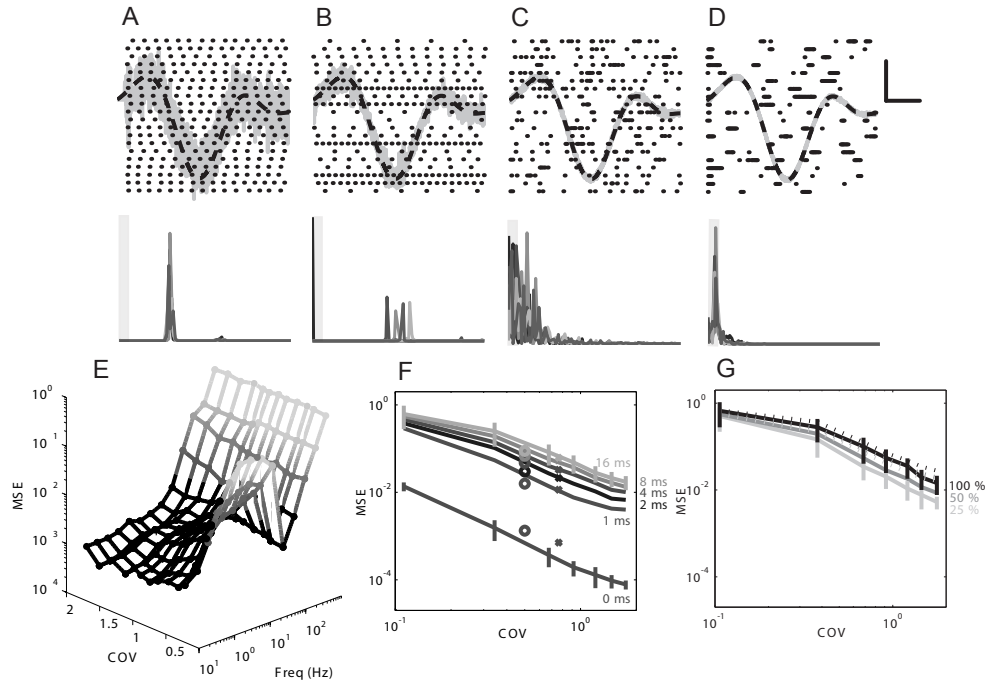 A B C D
E F G
10⁰
10¹
10²
10³
10⁴
MSE
2
1.5
1
0.5
COV
10¹
10⁰
10¹
10²
Freq (Hz)
10⁰
10⁻²
10⁻⁴
MSE
16 ms
8 ms
4 ms
2 ms
1 ms
0 ms
10⁻¹
10⁰
COV
10⁰
10⁻²
10⁻⁴
MSE
100 %
50 %
25 %
10⁻¹
10⁰
COV